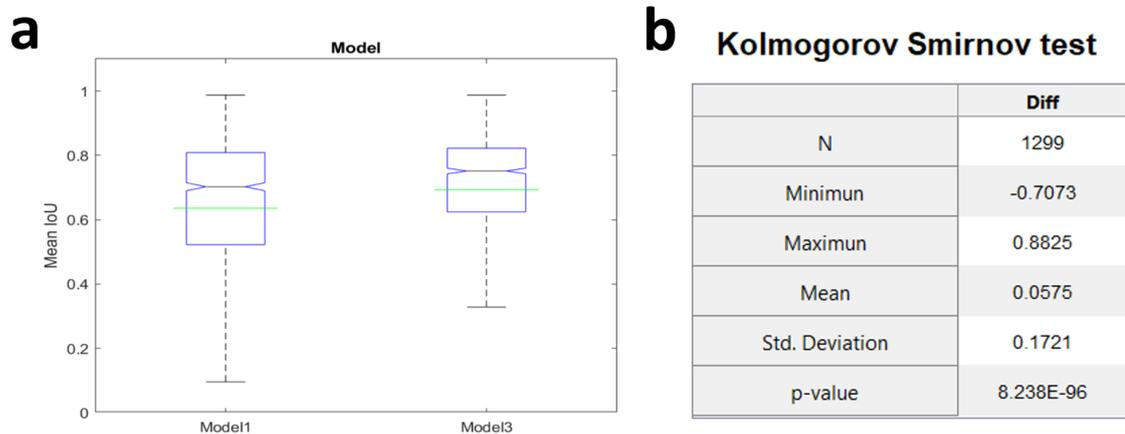 a
Model
1
0.8
0.6
0.4
0.2
0
Mean IoU
Model1 Model3
b
Kolmogorov Smirnov test
Diff
N 1299
Minimun -0.7073
Maximun 0.8825
Mean 0.0575
Std. Deviation 0.1721
p-value 8.238E-96